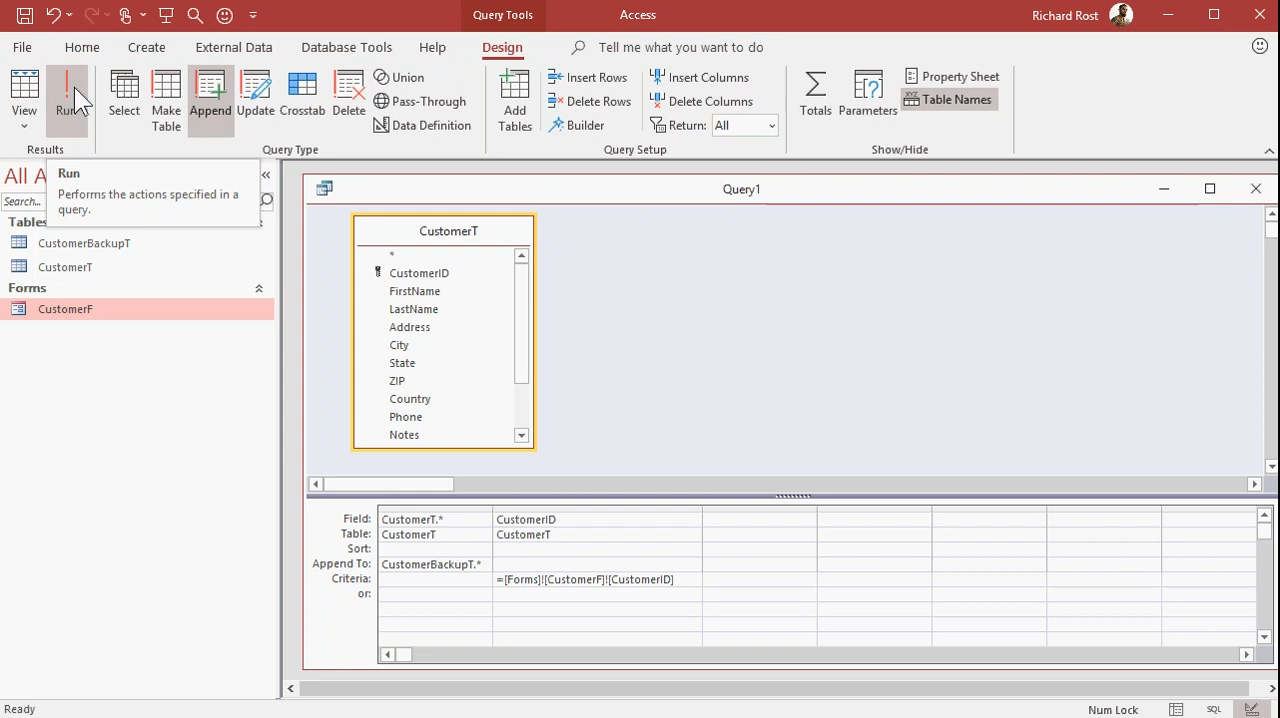 Query Tools
Access
Richard Rost
File
Home
Create
External Data
Database Tools
Help
Design
Tell me what you want to do
View
Run
Select
Make
Table
Append
Update
Crosstab
Delete
Union
Pass-Through
Data Definition
Add
Tables
Insert Rows
Delete Rows
Builder
Insert Columns
Delete Columns
Return: All
Totals
Parameters
Property Sheet
Table Names
Results
Query Type
Query Setup
Show/Hide
All A
Search...
Run
Performs the actions specified in a
query.
Tables
CustomerBackupT
CustomerT
Forms
CustomerF
Query1
CustomerT
*
CustomerID
FirstName
LastName
Address
City
State
ZIP
Country
Phone
Notes
Field: CustomerT.* CustomerID
Table: CustomerT CustomerT
Sort:
Append To: CustomerBackupT.*
Criteria: =[Forms]![CustomerF]![CustomerID]
or:
Ready
Num Lock
SQL